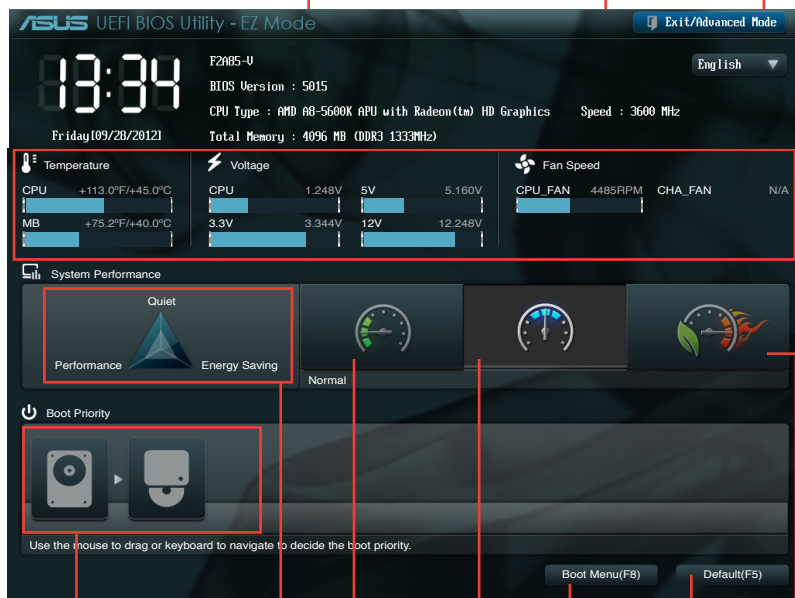 ASUS UEFI BIOS Utility - EZ Mode
Exit/Advanced Mode
13:34
Friday[09/28/2012]
F2A85-V
BIOS Version : 5015
CPU Type : AMD A8-5600K APU with Radeon(tm) HD Graphics Speed : 3600 MHz
Total Memory : 4096 MB (DDR3 1333MHz)
English
Temperature
CPU +113.0°F/+45.0°C
MB +75.2°F/+40.0°C
Voltage
CPU 1.248V 5V 5.160V
3.3V 3.344V 12V 12.248V
Fan Speed
CPU_FAN 4485RPM CHA_FAN N/A
System Performance
Quiet
Performance Energy Saving
Normal
Boot Priority
Use the mouse to drag or keyboard to navigate to decide the boot priority.
Boot Menu(F8) Default(F5)